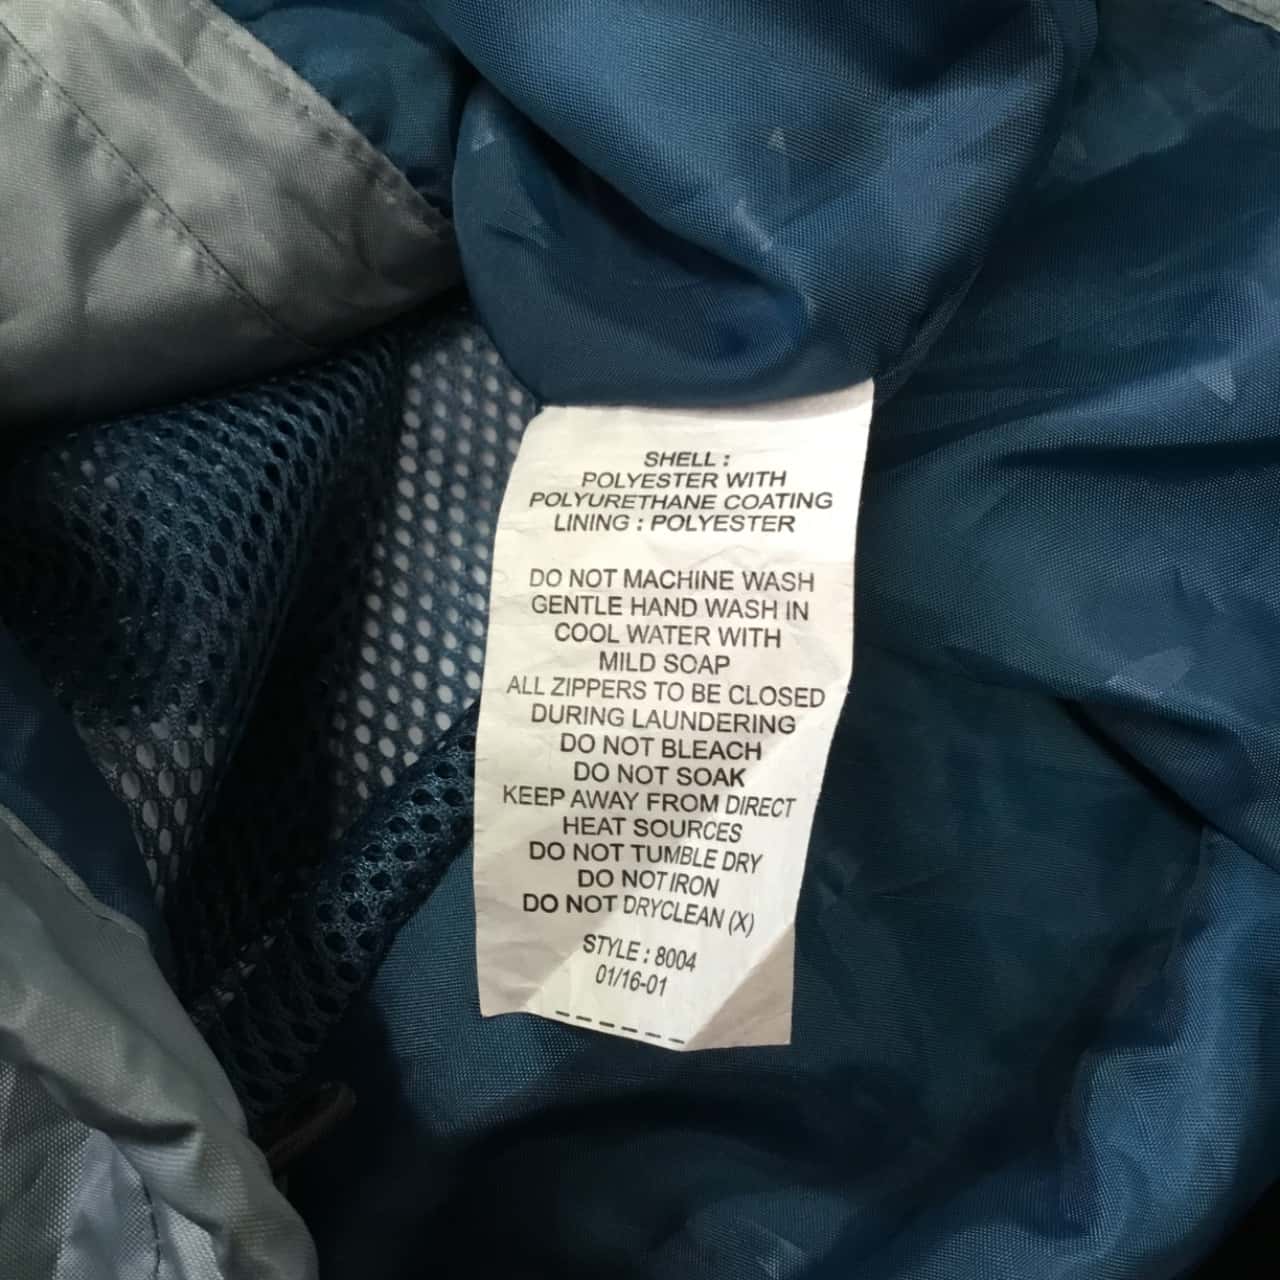 SHELL :
POLYESTER WITH
POLYURETHANE COATING
LINING : POLYESTER
DO NOT MACHINE WASH
GENTLE HAND WASH IN
COOL WATER WITH
MILD SOAP
ALL ZIPPERS TO BE CLOSED
DURING LAUNDERING
DO NOT BLEACH
DO NOT SOAK
KEEP AWAY FROM DIRECT
HEAT SOURCES
DO NOT TUMBLE DRY
DO NOT IRON
DO NOT DRYCLEAN (X)
STYLE : 8004
01/16-01